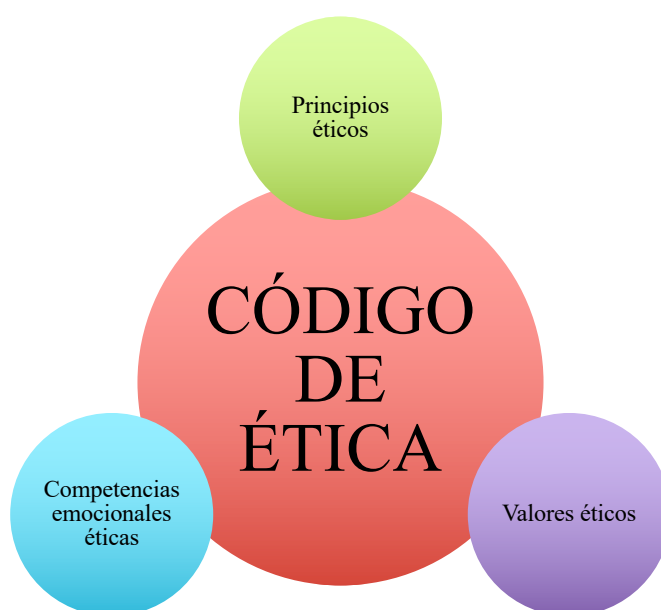 Principios
éticos
CÓDIGO
DE
ÉTICA
Competencias
emocionales
éticas
Valores éticos